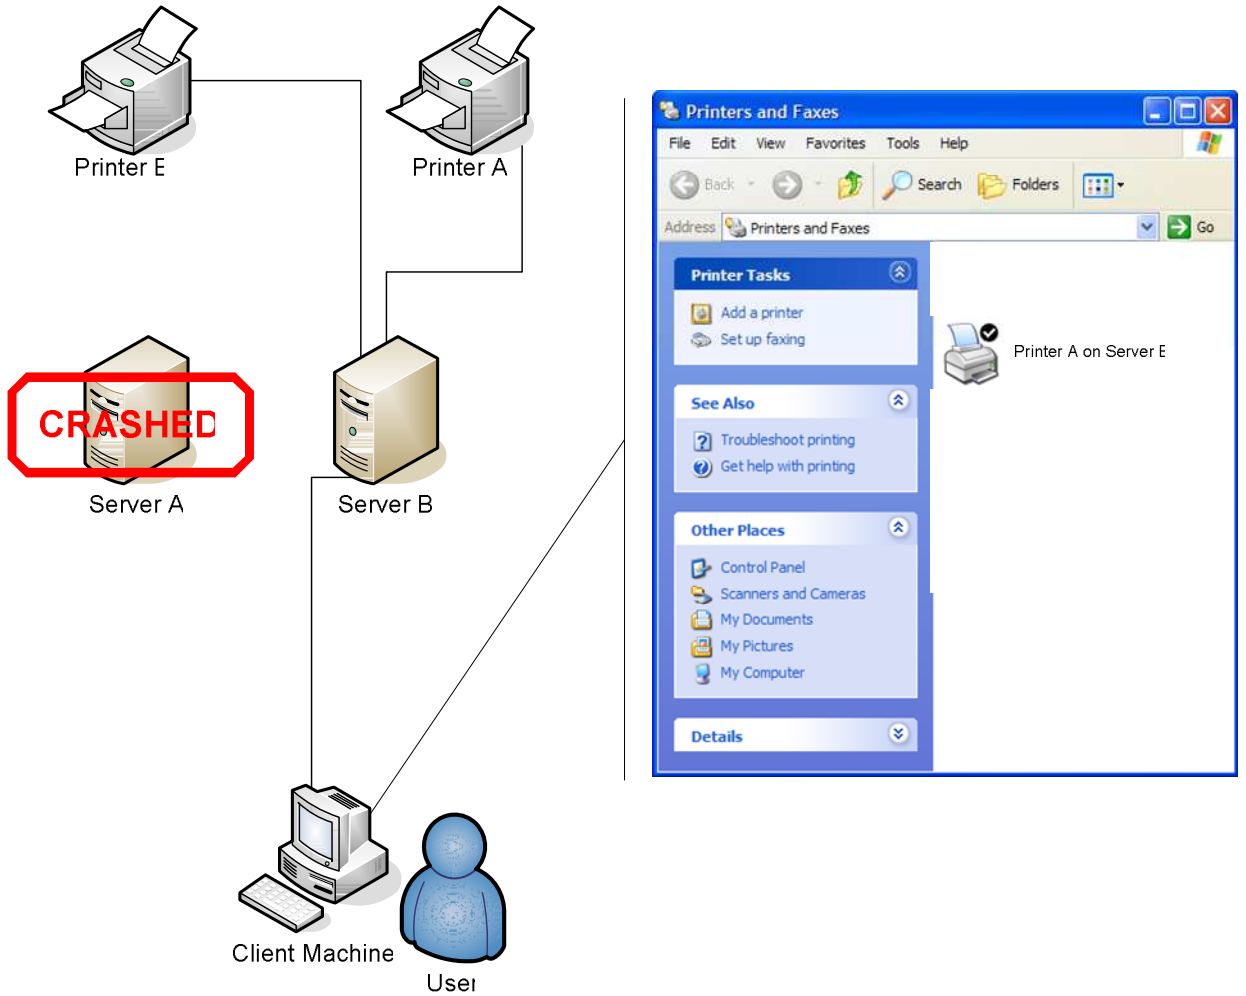 Printer E
Printer A
CRASHED
Server A
Server B
Client Machine
User
Printers and Faxes
File Edit View Favorites Tools Help
Back Search Folders
Address Printers and Faxes Go
Printer Tasks
Add a printer
Set up faxing
See Also
Troubleshoot printing
Get help with printing
Other Places
Control Panel
Scanners and Cameras
My Documents
My Pictures
My Computer
Details
Printer A on Server E